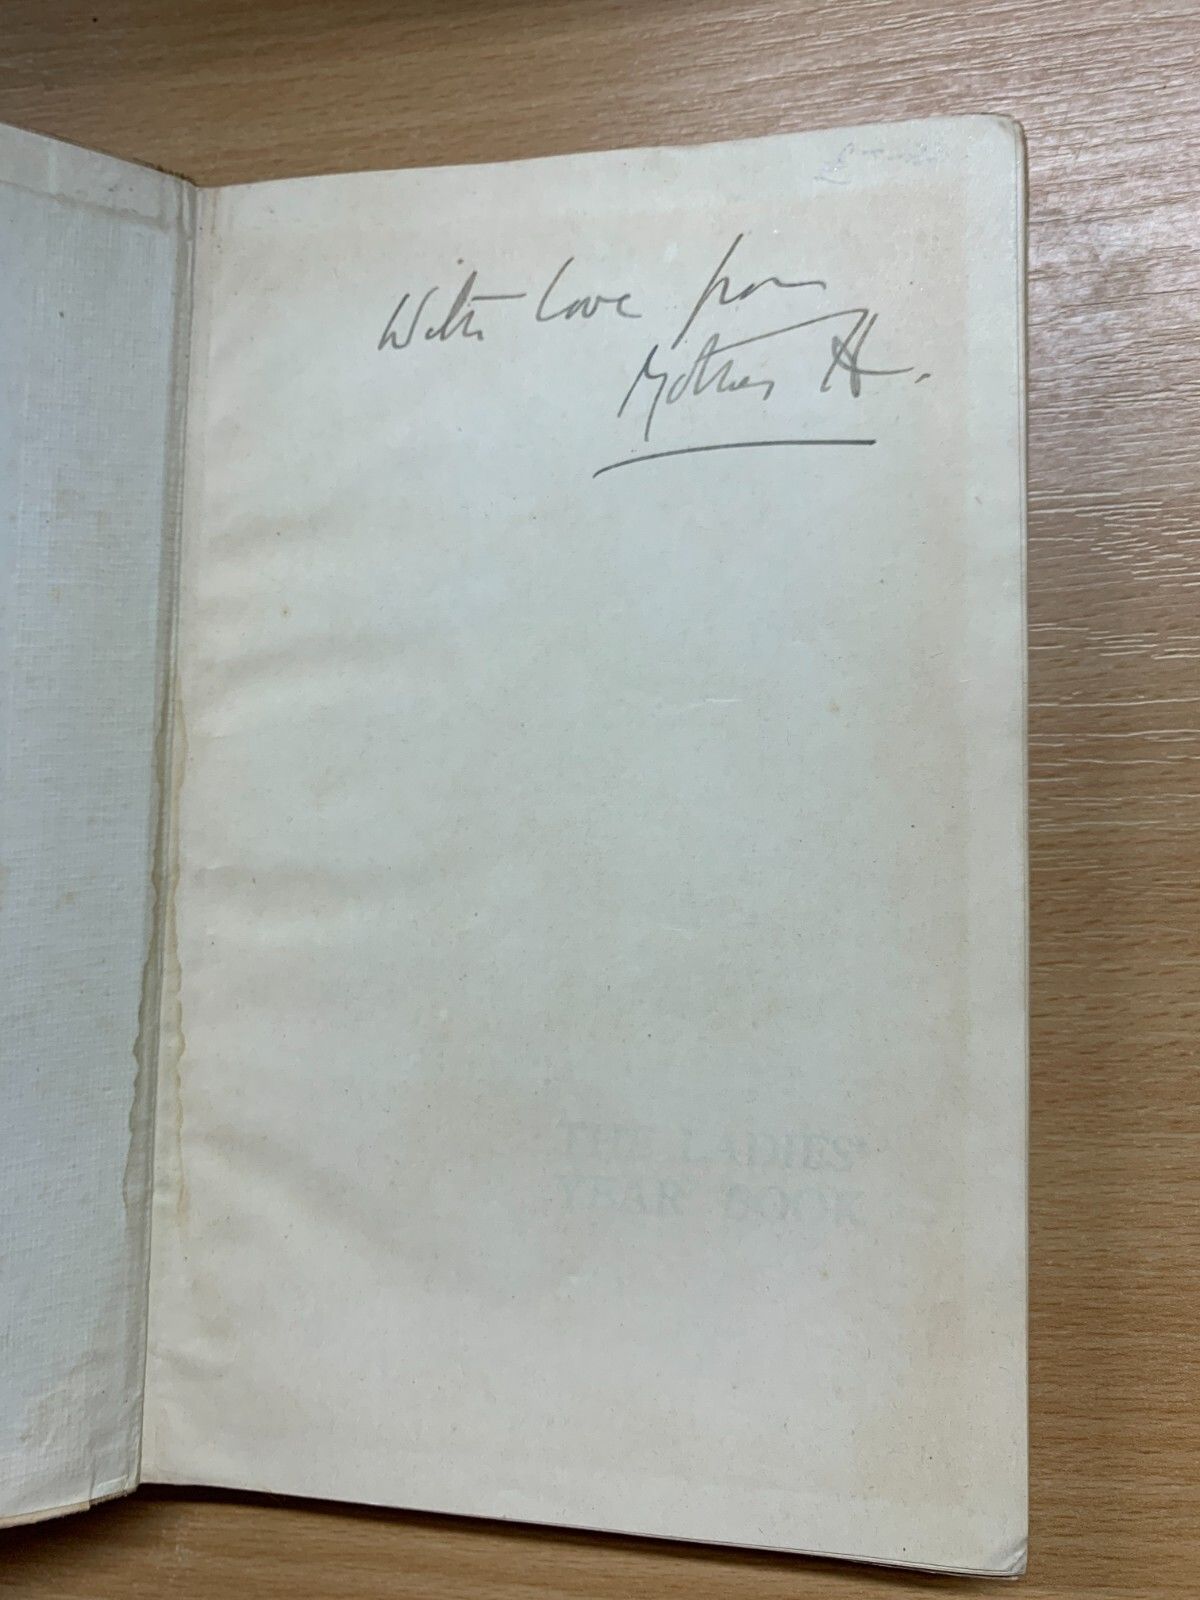 With love from
Mother H.
THE LADIES'
YEAR BOOK